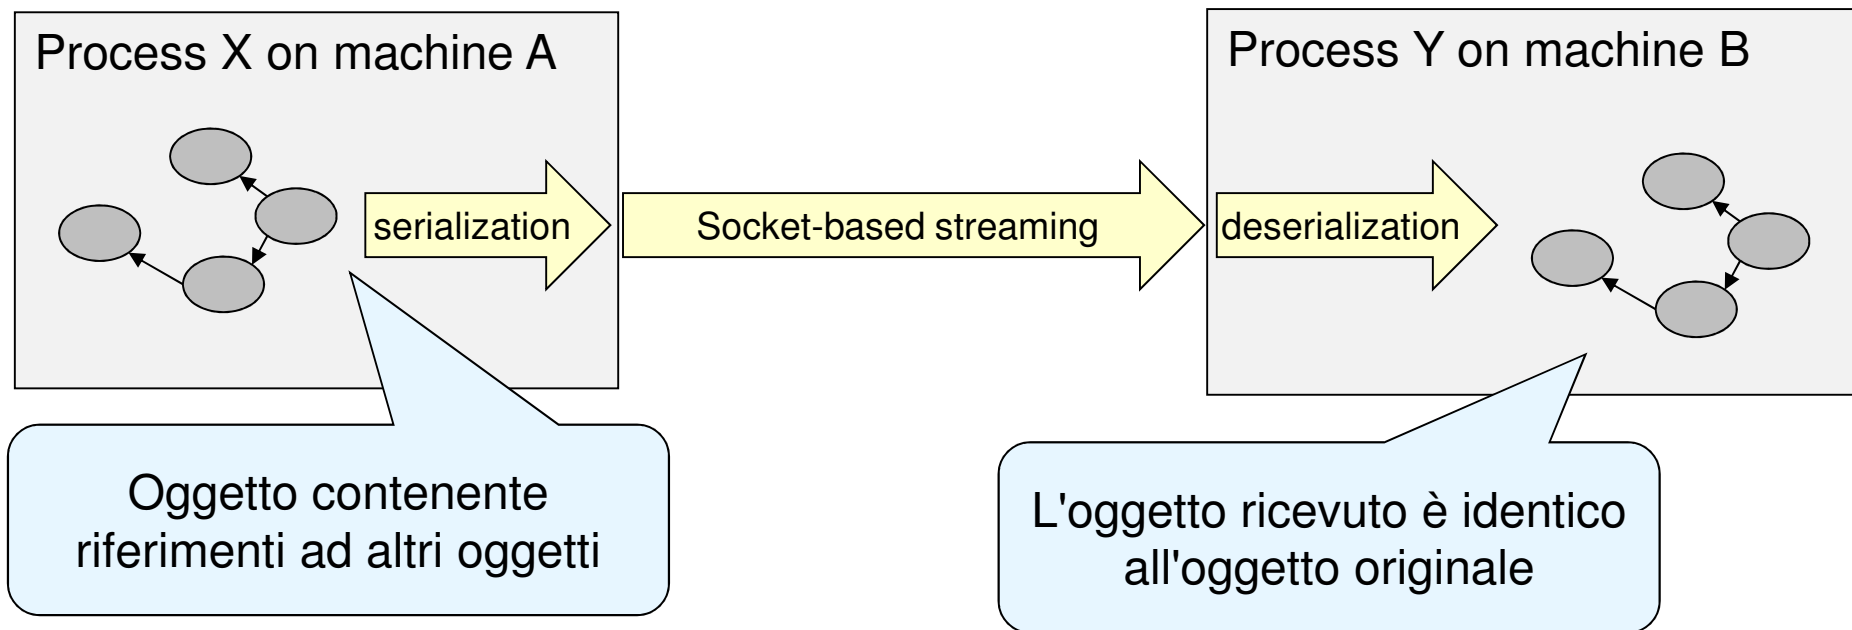 Process X on machine A
Process Y on machine B
serialization
Socket-based streaming
deserialization
Oggetto contenente
riferimenti ad altri oggetti
L'oggetto ricevuto è identico
all'oggetto originale